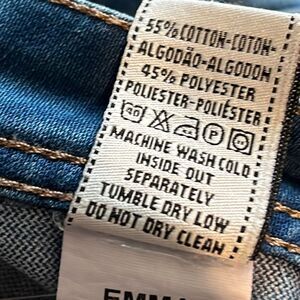 55% COTTON-COTON-
ALGODÃO-ALGODON
45% POLYESTER
POLIESTER-POLIÉSTER
MACHINE WASH COLD
INSIDE OUT
SEPARATELY
TUMBLE DRY LOW
DO NOT DRY CLEAN